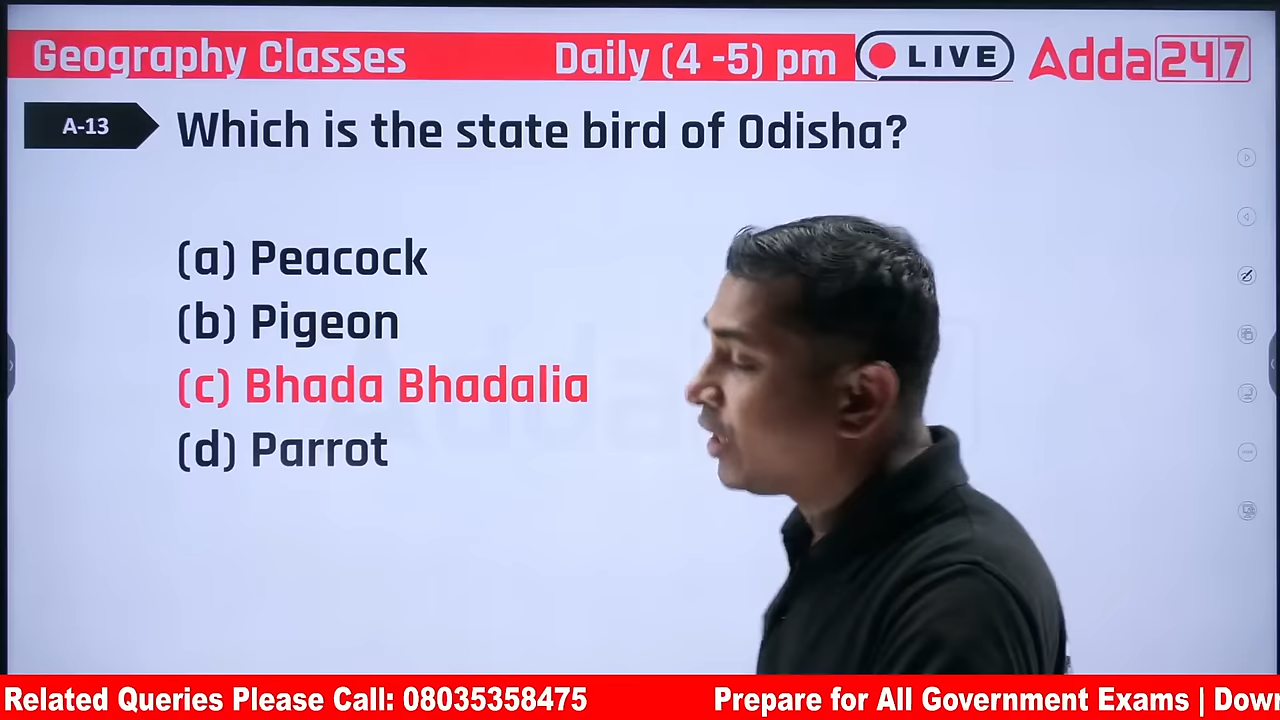 Geography Classes Daily (4 -5) pm LIVE Adda247
A-13 Which is the state bird of Odisha?
(a) Peacock
(b) Pigeon
(c) Bhada Bhadalia
(d) Parrot
Related Queries Please Call: 08035358475 Prepare for All Government Exams | Dow